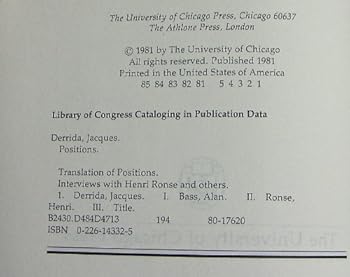 The University of Chicago Press, Chicago 60637
The Athlone Press, London
© 1981 by The University of Chicago
All rights reserved. Published 1981
Printed in the United States of America
85 84 83 82 81 5 4 3 2 1
Library of Congress Cataloging in Publication Data
Derrida, Jacques.
Positions.
Translation of Positions.
Interviews with Henri Ronse and others.
1. Derrida, Jacques. I. Bass, Alan. II. Ronse,
Henri. III. Title.
B2430.D484D4713 194 80-17620
ISBN 0-226-14332-5